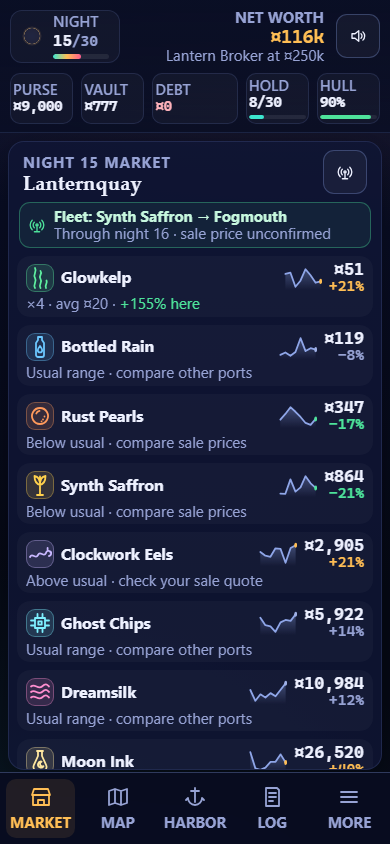 NIGHT
15/30
NET WORTH
¤116k
Lantern Broker at ¤250k
PURSE
¤9,000
VAULT
¤777
DEBT
¤0
HOLD
8/30
HULL
90%
NIGHT 15 MARKET
Lanternquay
Fleet: Synth Saffron → Fogmouth
Through night 16 · sale price unconfirmed
Glowkelp
¤51
+21%
×4 · avg ¤20 · +155% here
Bottled Rain
¤119
−8%
Usual range · compare other ports
Rust Pearls
¤347
−17%
Below usual · compare sale prices
Synth Saffron
¤864
−21%
Below usual · compare sale prices
Clockwork Eels
¤2,905
+21%
Above usual · check your sale quote
Ghost Chips
¤5,922
+14%
Usual range · compare other ports
Dreamsilk
¤10,984
+12%
Usual range · compare other ports
Moon Ink
¤26,520
MARKET
MAP
HARBOR
LOG
MORE